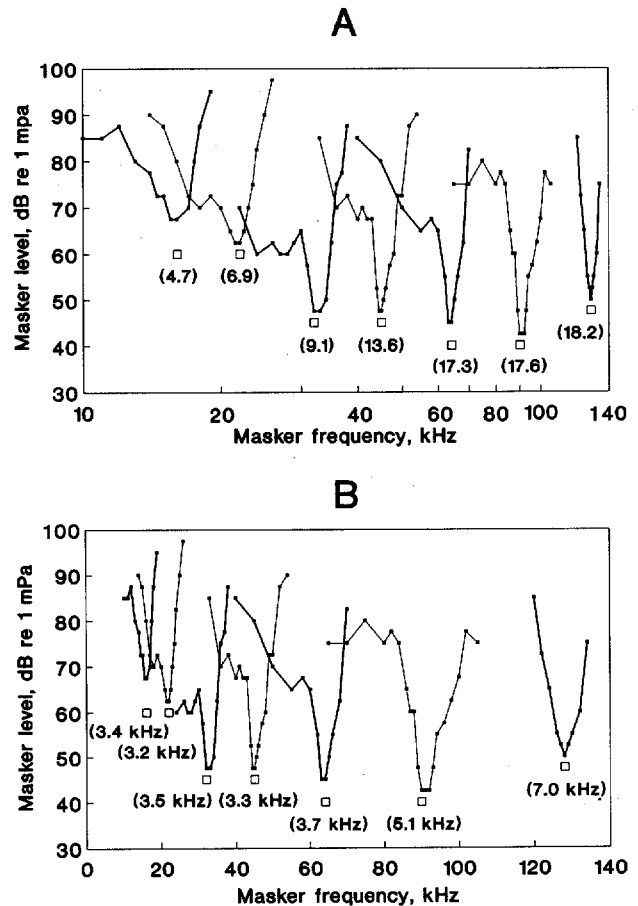 A
100
90
80
70
60
50
40
30
Masker level, dB re 1 mpa
(4.7) (6.9) (9.1) (13.6) (17.3) (17.6) (18.2)
10 20 40 60 80 100 140
Masker frequency, kHz
B
100
90
80
70
60
50
40
30
Masker level, dB re 1 mPa
(3.4 kHz)
(3.2 kHz)
(3.5 kHz) (3.3 kHz) (3.7 kHz) (5.1 kHz) (7.0 kHz)
0 20 40 60 80 100 120 140
Masker frequency, kHz